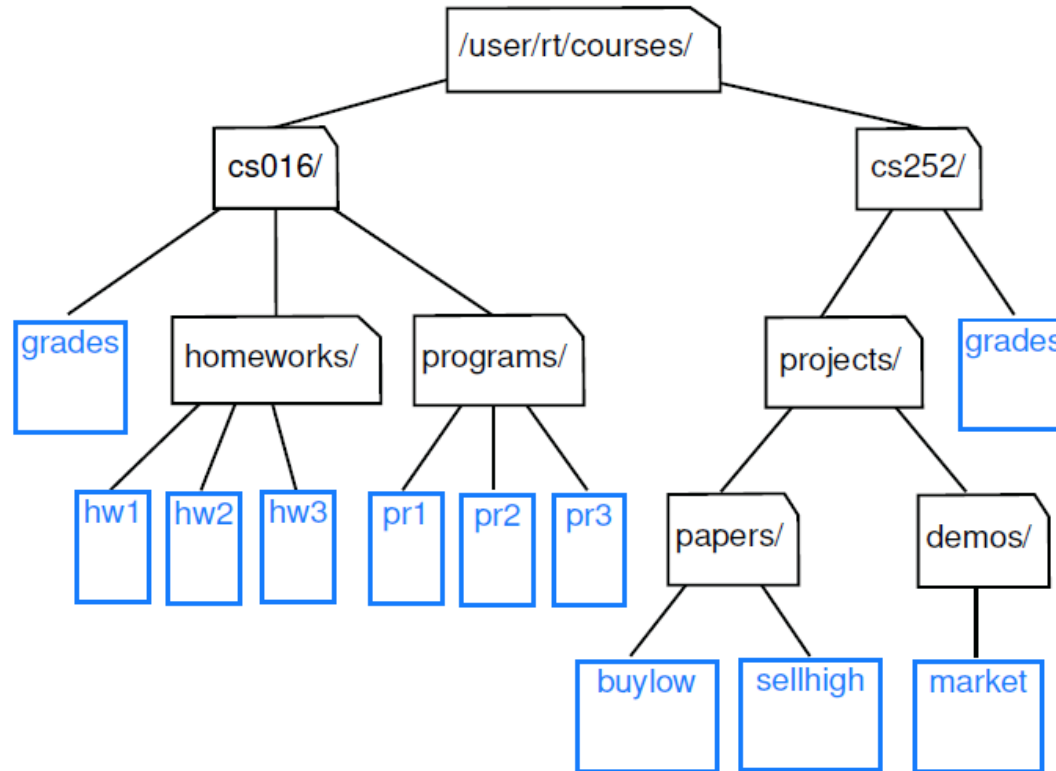 /user/rt/courses/
cs016/
cs252/
grades
homeworks/
programs/
projects/
grades
hw1
hw2
hw3
pr1
pr2
pr3
papers/
demos/
buylow
sellhigh
market